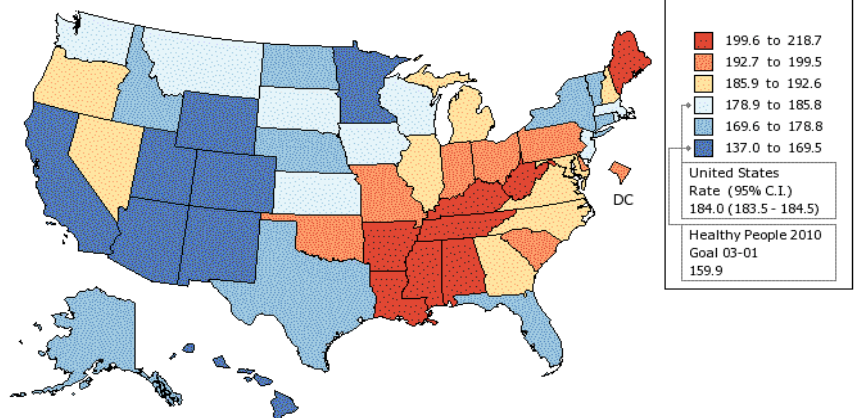 199.6 to 218.7
192.7 to 199.5
185.9 to 192.6
178.9 to 185.8
169.6 to 178.8
137.0 to 169.5
United States
Rate (95% C.I.)
184.0 (183.5 - 184.5)
DC
Healthy People 2010
Goal 03-01
159.9